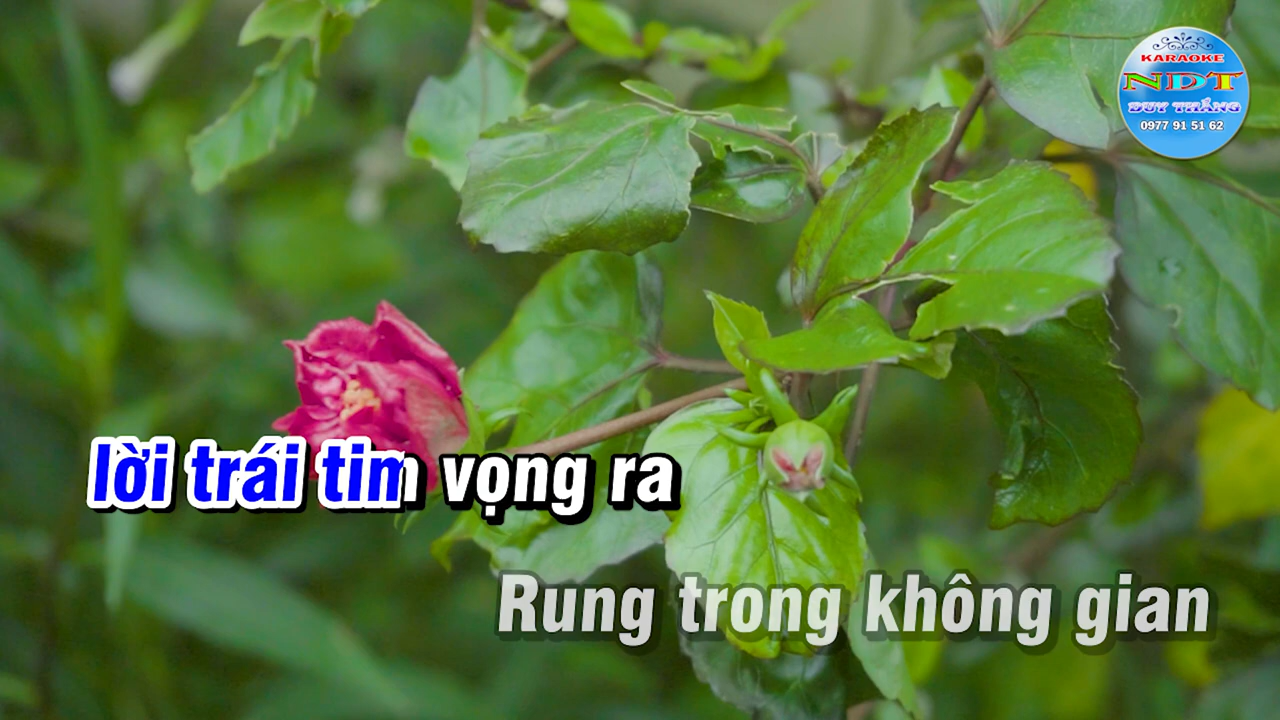 KARAOKE
NDT
DUY THẮNG
0977 91 51 62
lời trái tim vọng ra
Rung trong không gian